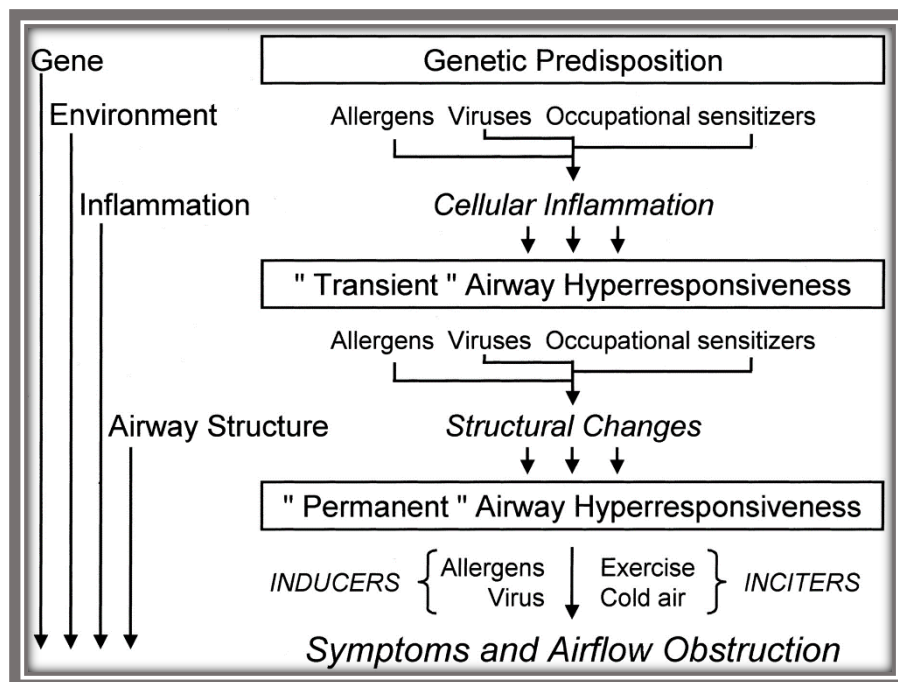 Gene
Genetic Predisposition
Environment
Allergens Viruses Occupational sensitizers
Inflammation
Cellular Inflammation
" Transient " Airway Hyperresponsiveness
Allergens Viruses Occupational sensitizers
Airway Structure
Structural Changes
" Permanent " Airway Hyperresponsiveness
INDUCERS
Allergens
Virus
Exercise
Cold air
INCITERS
Symptoms and Airflow Obstruction